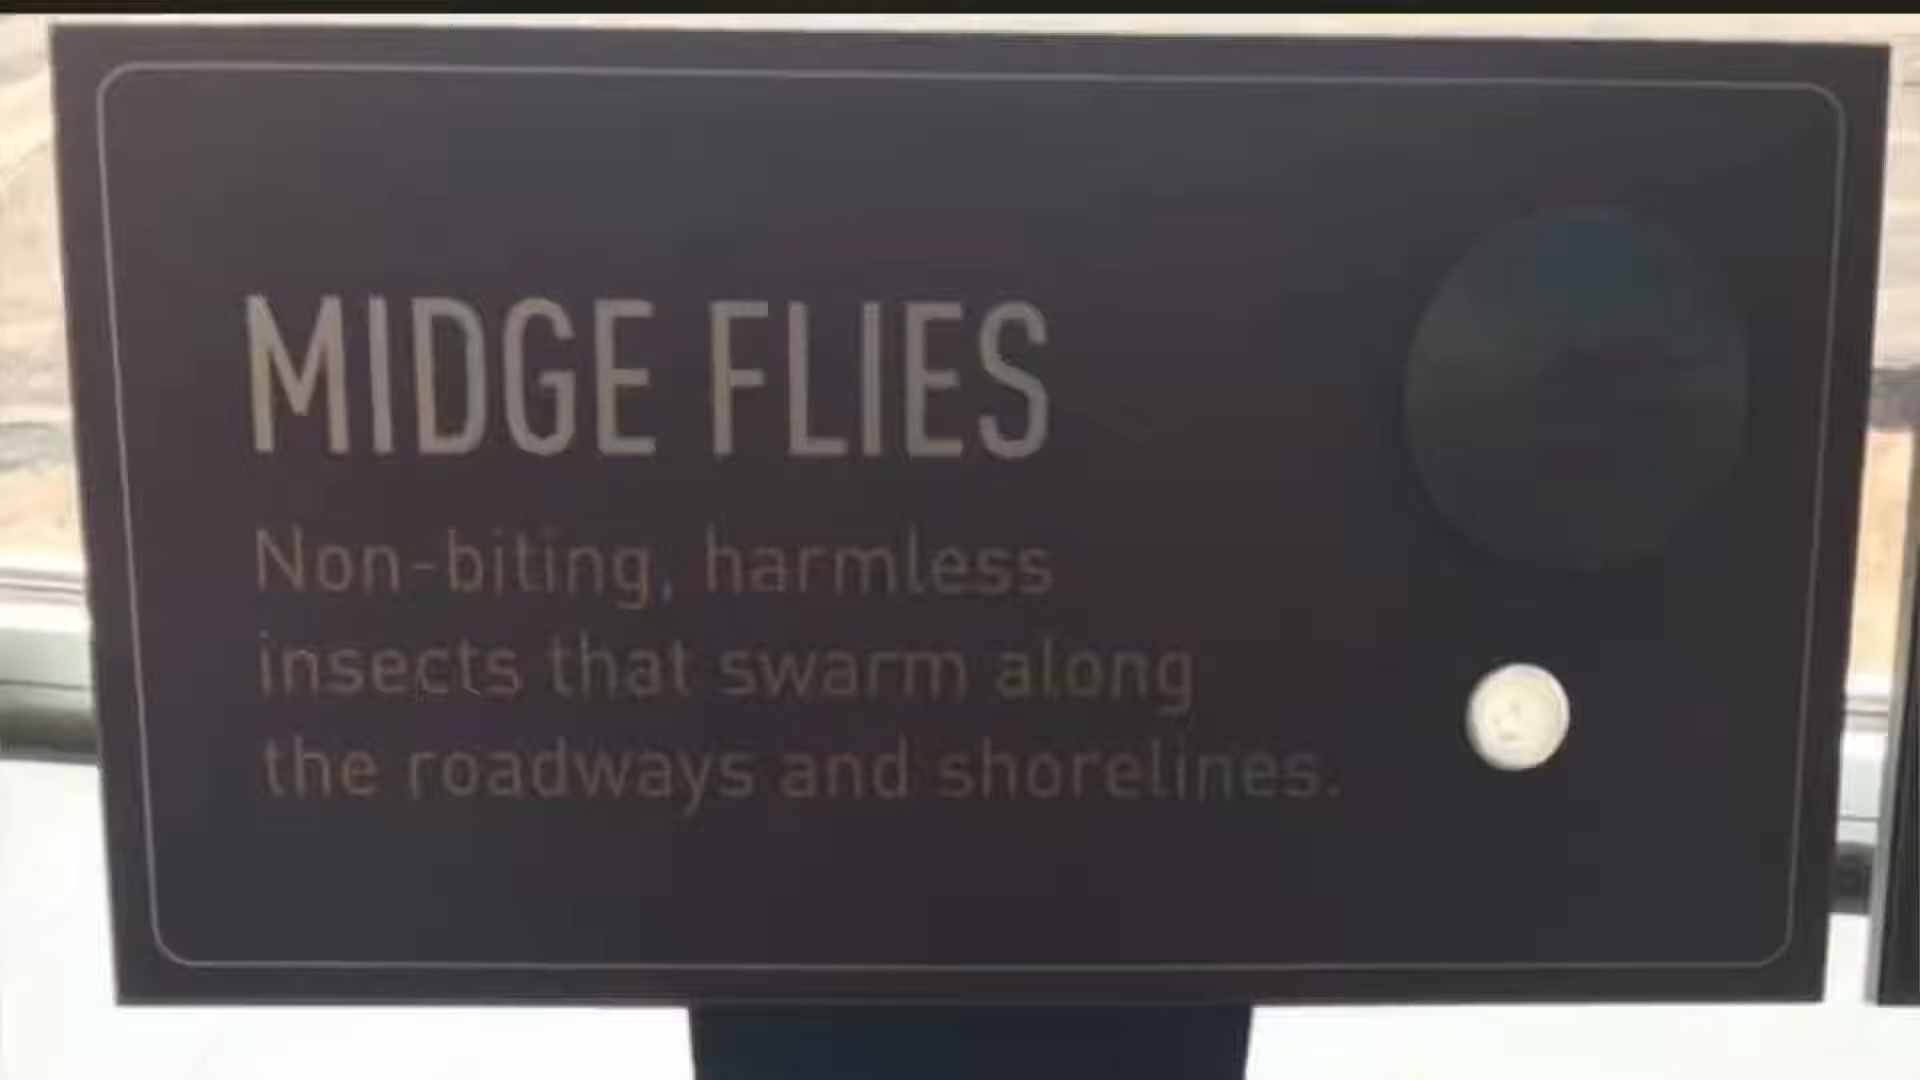 MIDGE FLIES
Non-biting, harmless
insects that swarm along
the roadways and shorelines.